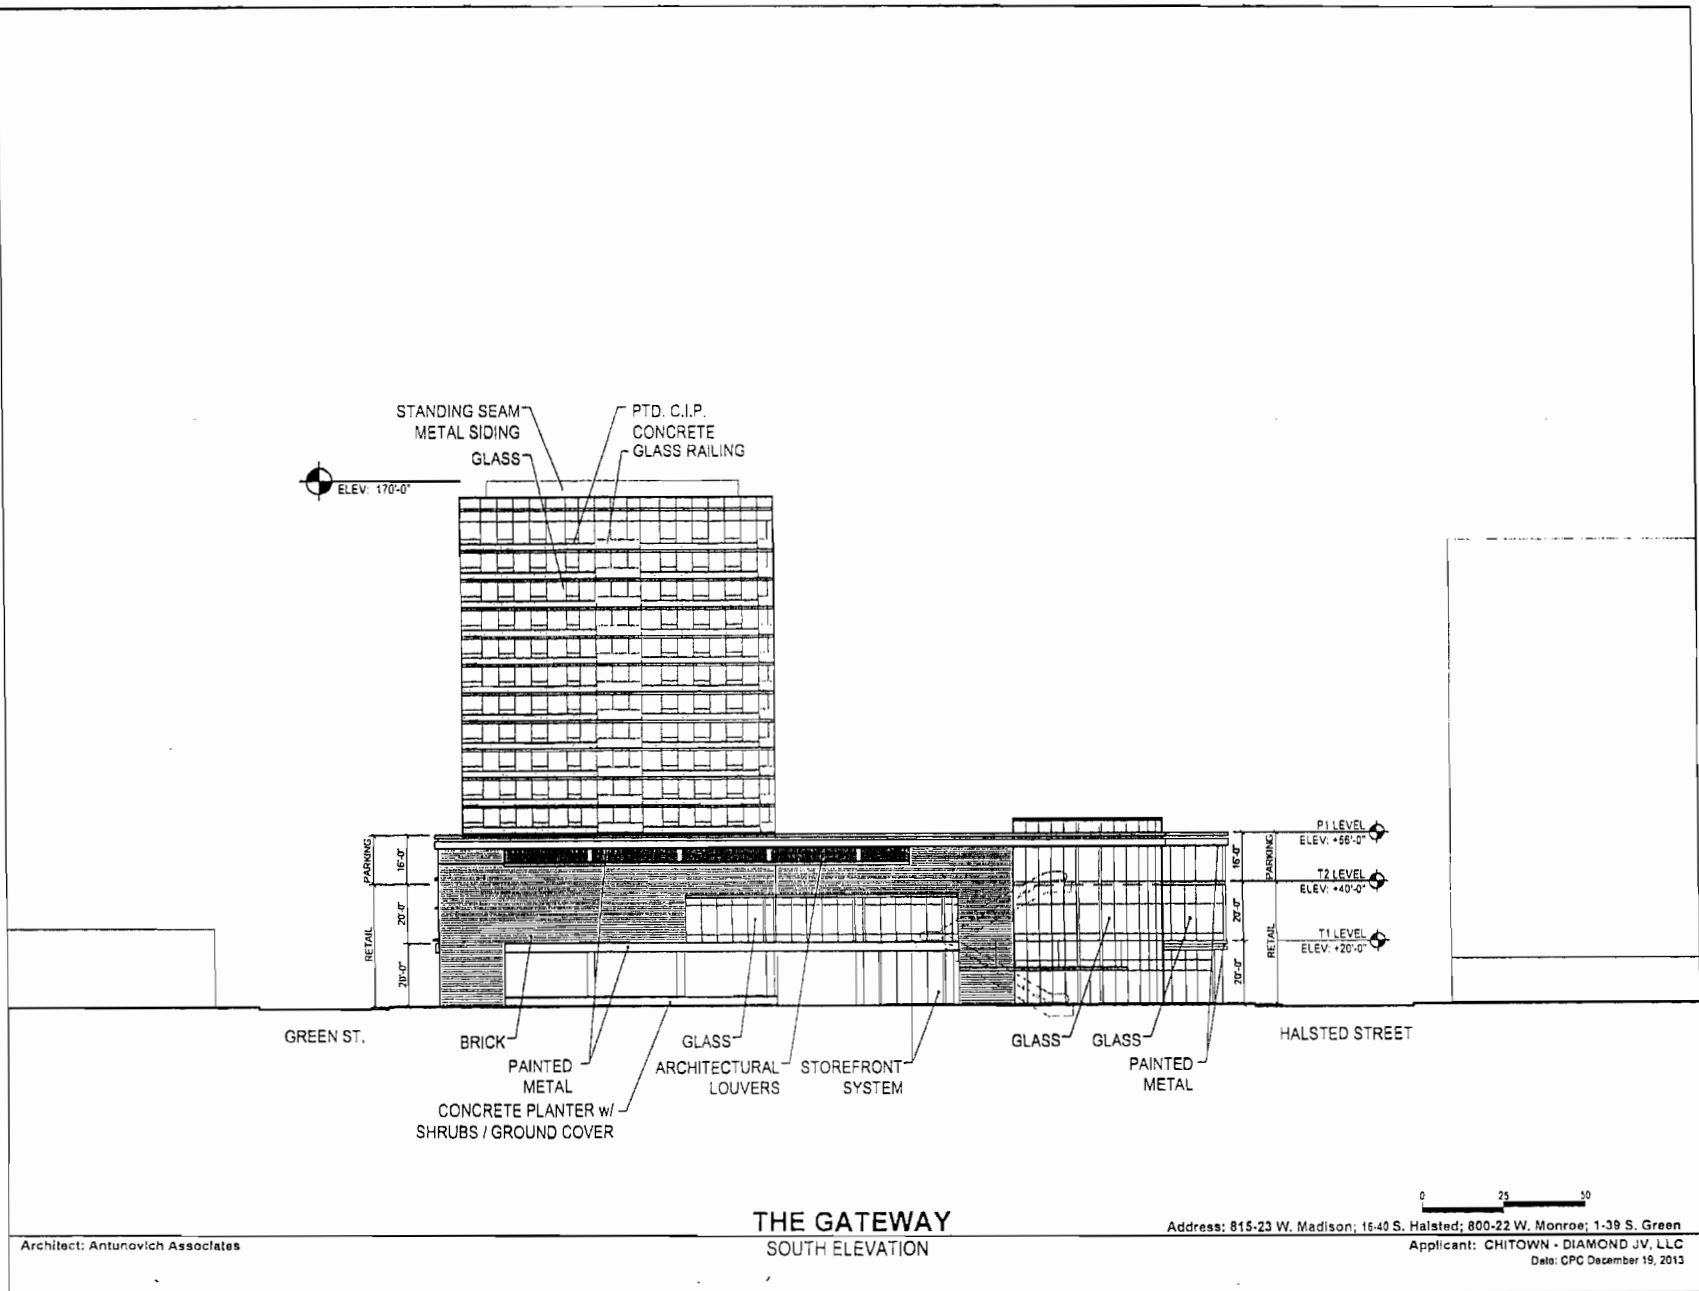 STANDING SEAM
METAL SIDING
GLASS
PTD. C.I.P.
CONCRETE
GLASS RAILING
ELEV: 170'-0"
PARKING
16'-0"
20'-0"
RETAIL
20'-0"
P1 LEVEL
ELEV: +56'-0"
16'-0"
PARKING
T2 LEVEL
ELEV: +40'-0"
20'-0"
T1 LEVEL
ELEV: +20'-0"
RETAIL
20'-0"
GREEN ST.
HALSTED STREET
BRICK
PAINTED
METAL
CONCRETE PLANTER w/
SHRUBS / GROUND COVER
GLASS
ARCHITECTURAL
LOUVERS
STOREFRONT
SYSTEM
GLASS
GLASS
PAINTED
METAL
0 25 50
THE GATEWAY
SOUTH ELEVATION
Address: 815-23 W. Madison; 16-40 S. Halsted; 800-22 W. Monroe; 1-39 S. Green
Architect: Antunovich Associates
Applicant: CHITOWN - DIAMOND JV, LLC
Date: CPC December 19, 2013